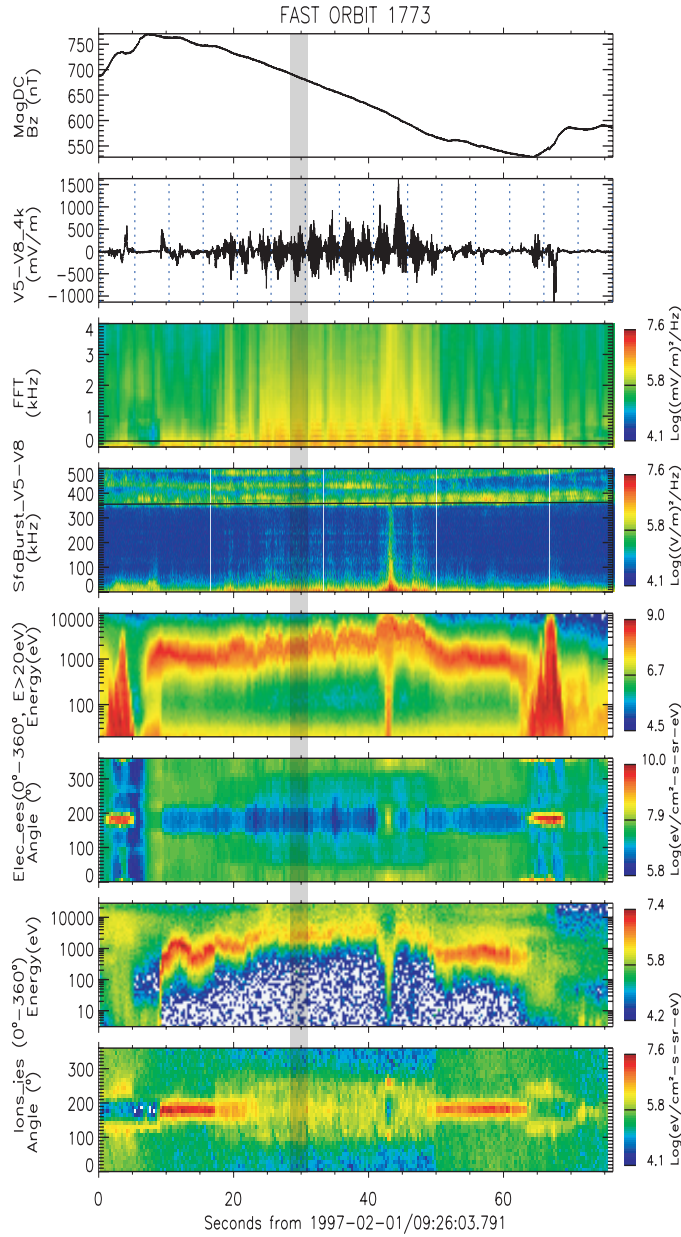 FAST ORBIT 1773
MagDC
Bz (nT)
750
700
650
600
550
V5-V8_4k
(mV/m)
1500
1000
500
0
-500
-1000
FFT
(kHz)
4
3
2
1
0
7.6
5.8
4.1
Log((mV/m)²/Hz)
SfaBurst_V5-V8
(kHz)
500
400
300
200
100
0
7.6
5.8
4.1
Log((V/m)²/Hz)
Elec_ees(0°-360°, E>20eV)
Energy(eV)
10000
1000
100
9.0
6.7
4.5
Angle (°)
300
200
100
0
10.0
7.9
5.8
Log(eV/cm²-s-sr-eV)
Ions_ies (0°-360°)
Energy(eV)
10000
1000
100
10
7.4
5.8
4.2
Angle (°)
300
200
100
0
7.6
5.8
4.1
Log(eV/cm²-s-sr-eV)
0 20 40 60
Seconds from 1997-02-01/09:26:03.791